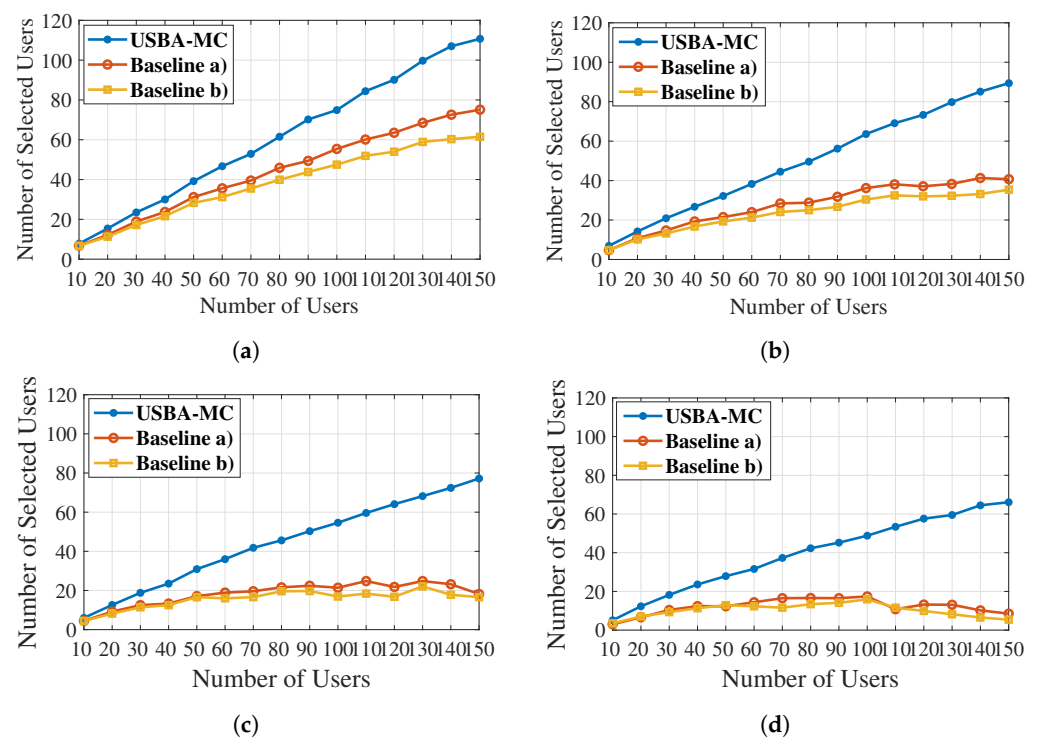 120
100
80
60
40
20
0
Number of Selected Users
USBA-MC
Baseline a)
Baseline b)
10 20 30 40 50 60 70 80 90 100 110 120 130 140 150
Number of Users
(a)
120
100
80
60
40
20
0
Number of Selected Users
USBA-MC
Baseline a)
Baseline b)
10 20 30 40 50 60 70 80 90 100 110 120 130 140 150
Number of Users
(b)
120
100
80
60
40
20
0
Number of Selected Users
USBA-MC
Baseline a)
Baseline b)
10 20 30 40 50 60 70 80 90 100 110 120 130 140 150
Number of Users
(c)
120
100
80
60
40
20
0
Number of Selected Users
USBA-MC
Baseline a)
Baseline b)
10 20 30 40 50 60 70 80 90 100 110 120 130 140 150
Number of Users
(d)